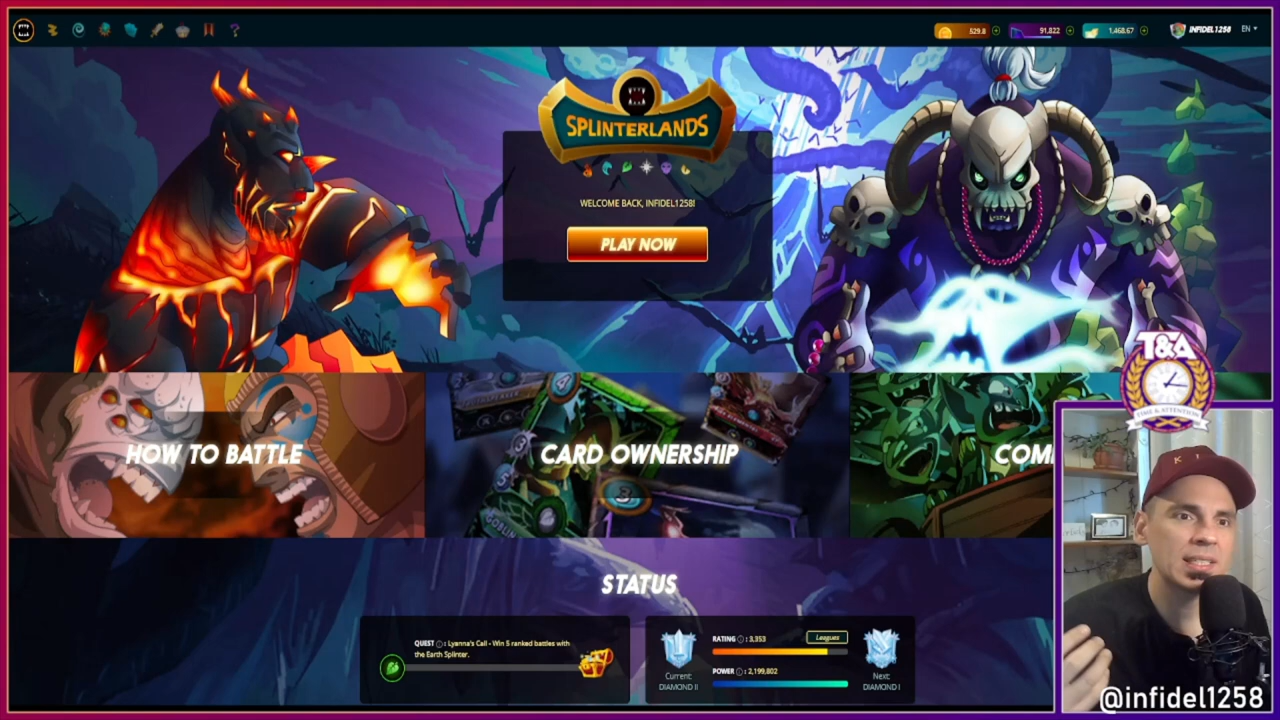 529.8
91,822
1,468.67
INFIDEL1258
EN
SPLINTERLANDS
WELCOME BACK, INFIDEL1258!
PLAY NOW
T&A
TIME & ATTENTION
HOW TO BATTLE
CARD OWNERSHIP
COM
GOBLIN
STATUS
QUEST : Lyanna's Call - Win 5 ranked battles with
the Earth Splinter.
RATING : 3,353
Leagues
POWER : 2,199,802
Current:
DIAMOND II
Next:
DIAMOND I
@infidel1258